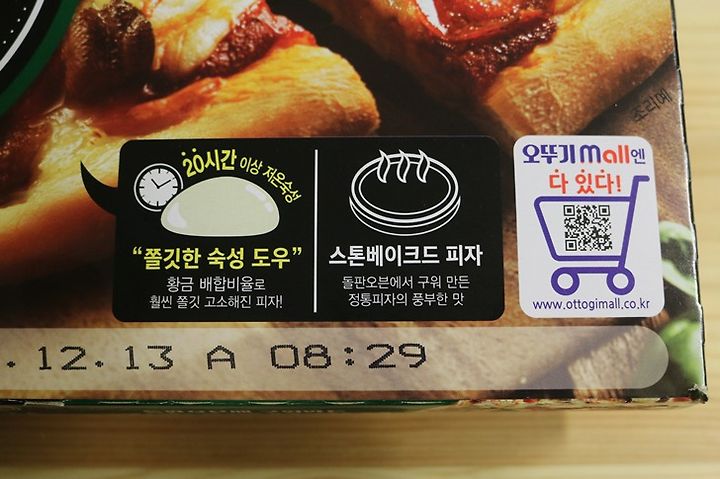 조리예
20시간 이상 저온숙성
“쫄깃한 숙성 도우”
황금 배합비율로
훨씬 쫄깃 고소해진 피자!
스톤베이크드 피자
돌판오븐에서 구워 만든
정통피자의 풍부한 맛
오뚜기mall엔
다 있다!
www.ottogimall.co.kr
.12.13 A 08:29